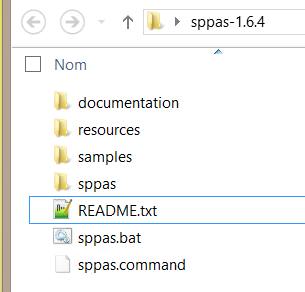 sppas-1.6.4
Nom
documentation
resources
samples
sppas
README.txt
sppas.bat
sppas.command